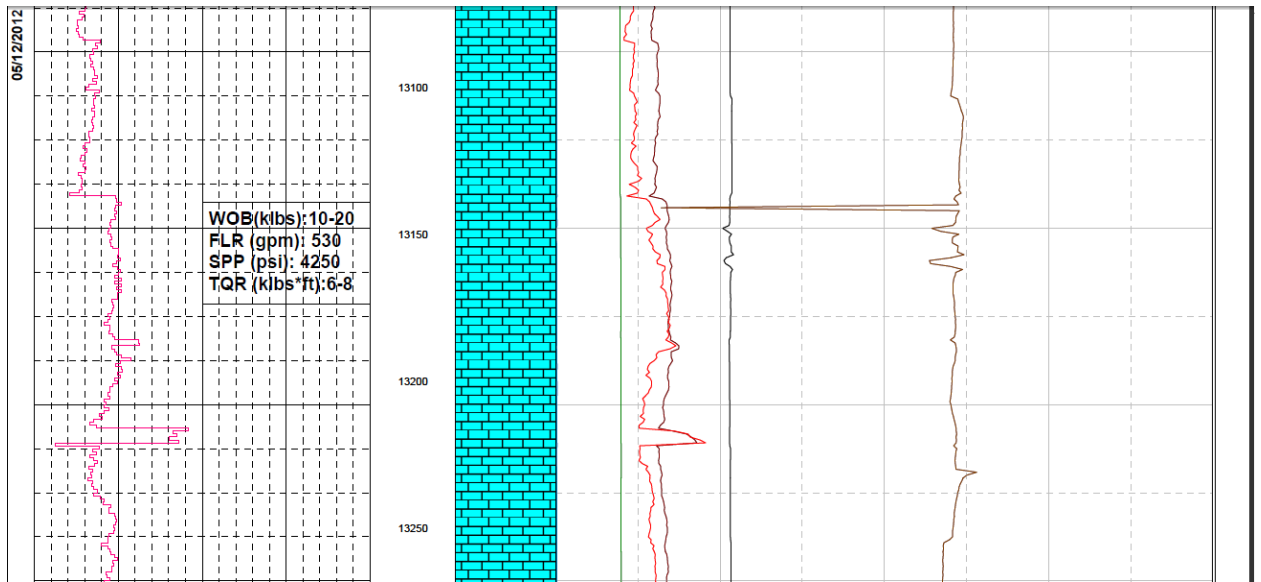 05/12/2012
13100
13150
WOB(klbs):10-20
FLR (gpm): 530
SPP (psi): 4250
TQR (klbs*ft):6-8
13200
13250